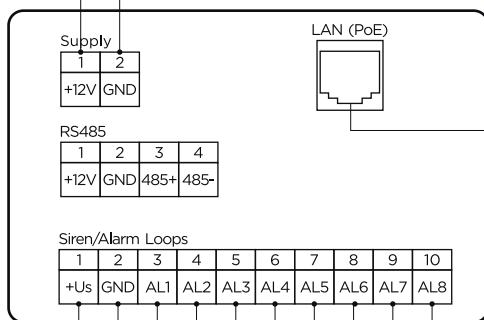 Supply
1 2
+12V GND
LAN (PoE)
RS485
1 2 3 4
+12V GND 485+ 485-
Siren/Alarm Loops
1 2 3 4 5 6 7 8 9 10
+Us GND AL1 AL2 AL3 AL4 AL5 AL6 AL7 AL8